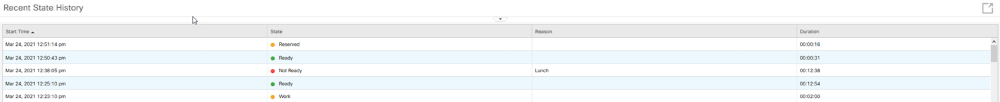 Recent State History
Start Time State Reason Duration
Mar 24, 2021 12:51:14 pm Reserved 00:00:16
Mar 24, 2021 12:50:43 pm Ready 00:00:31
Mar 24, 2021 12:38:05 pm Not Ready Lunch 00:12:38
Mar 24, 2021 12:25:10 pm Ready 00:12:54
Mar 24, 2021 12:23:10 pm Work 00:02:00